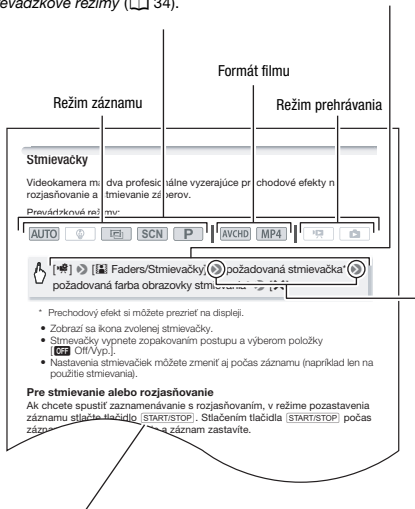 evádzkové režimy (34).
Formát filmu
Režim záznamu
Režim prehrávania
Stmievačky
Videokamera má dva profesionálne vyzerajúce prechodové efekty n
rozjasňovanie a stmievanie záberov.
Prevádzkové režimy:
AUTO SCN P AVCHD MP4
[Faders/Stmievačky] požadovaná stmievačka*
požadovaná farba obrazovky stmievania [X]
* Prechodový efekt si môžete prezrieť na displeji.
• Zobrazí sa ikona zvolenej stmievačky.
• Stmievačky vypnete zopakovaním postupu a výberom položky
[OFF Off/Vyp.].
• Nastavenia stmievačiek môžete zmeniť aj počas záznamu (napríklad len na
použitie stmievania).
Pre stmievanie alebo rozjasňovanie
Ak chcete spustiť zaznamenávanie s rozjasňovaním, v režime pozastavenia
záznamu stlačte tlačidlo START/STOP. Stlačením tlačidla START/STOP počas
a záznam zastavíte.